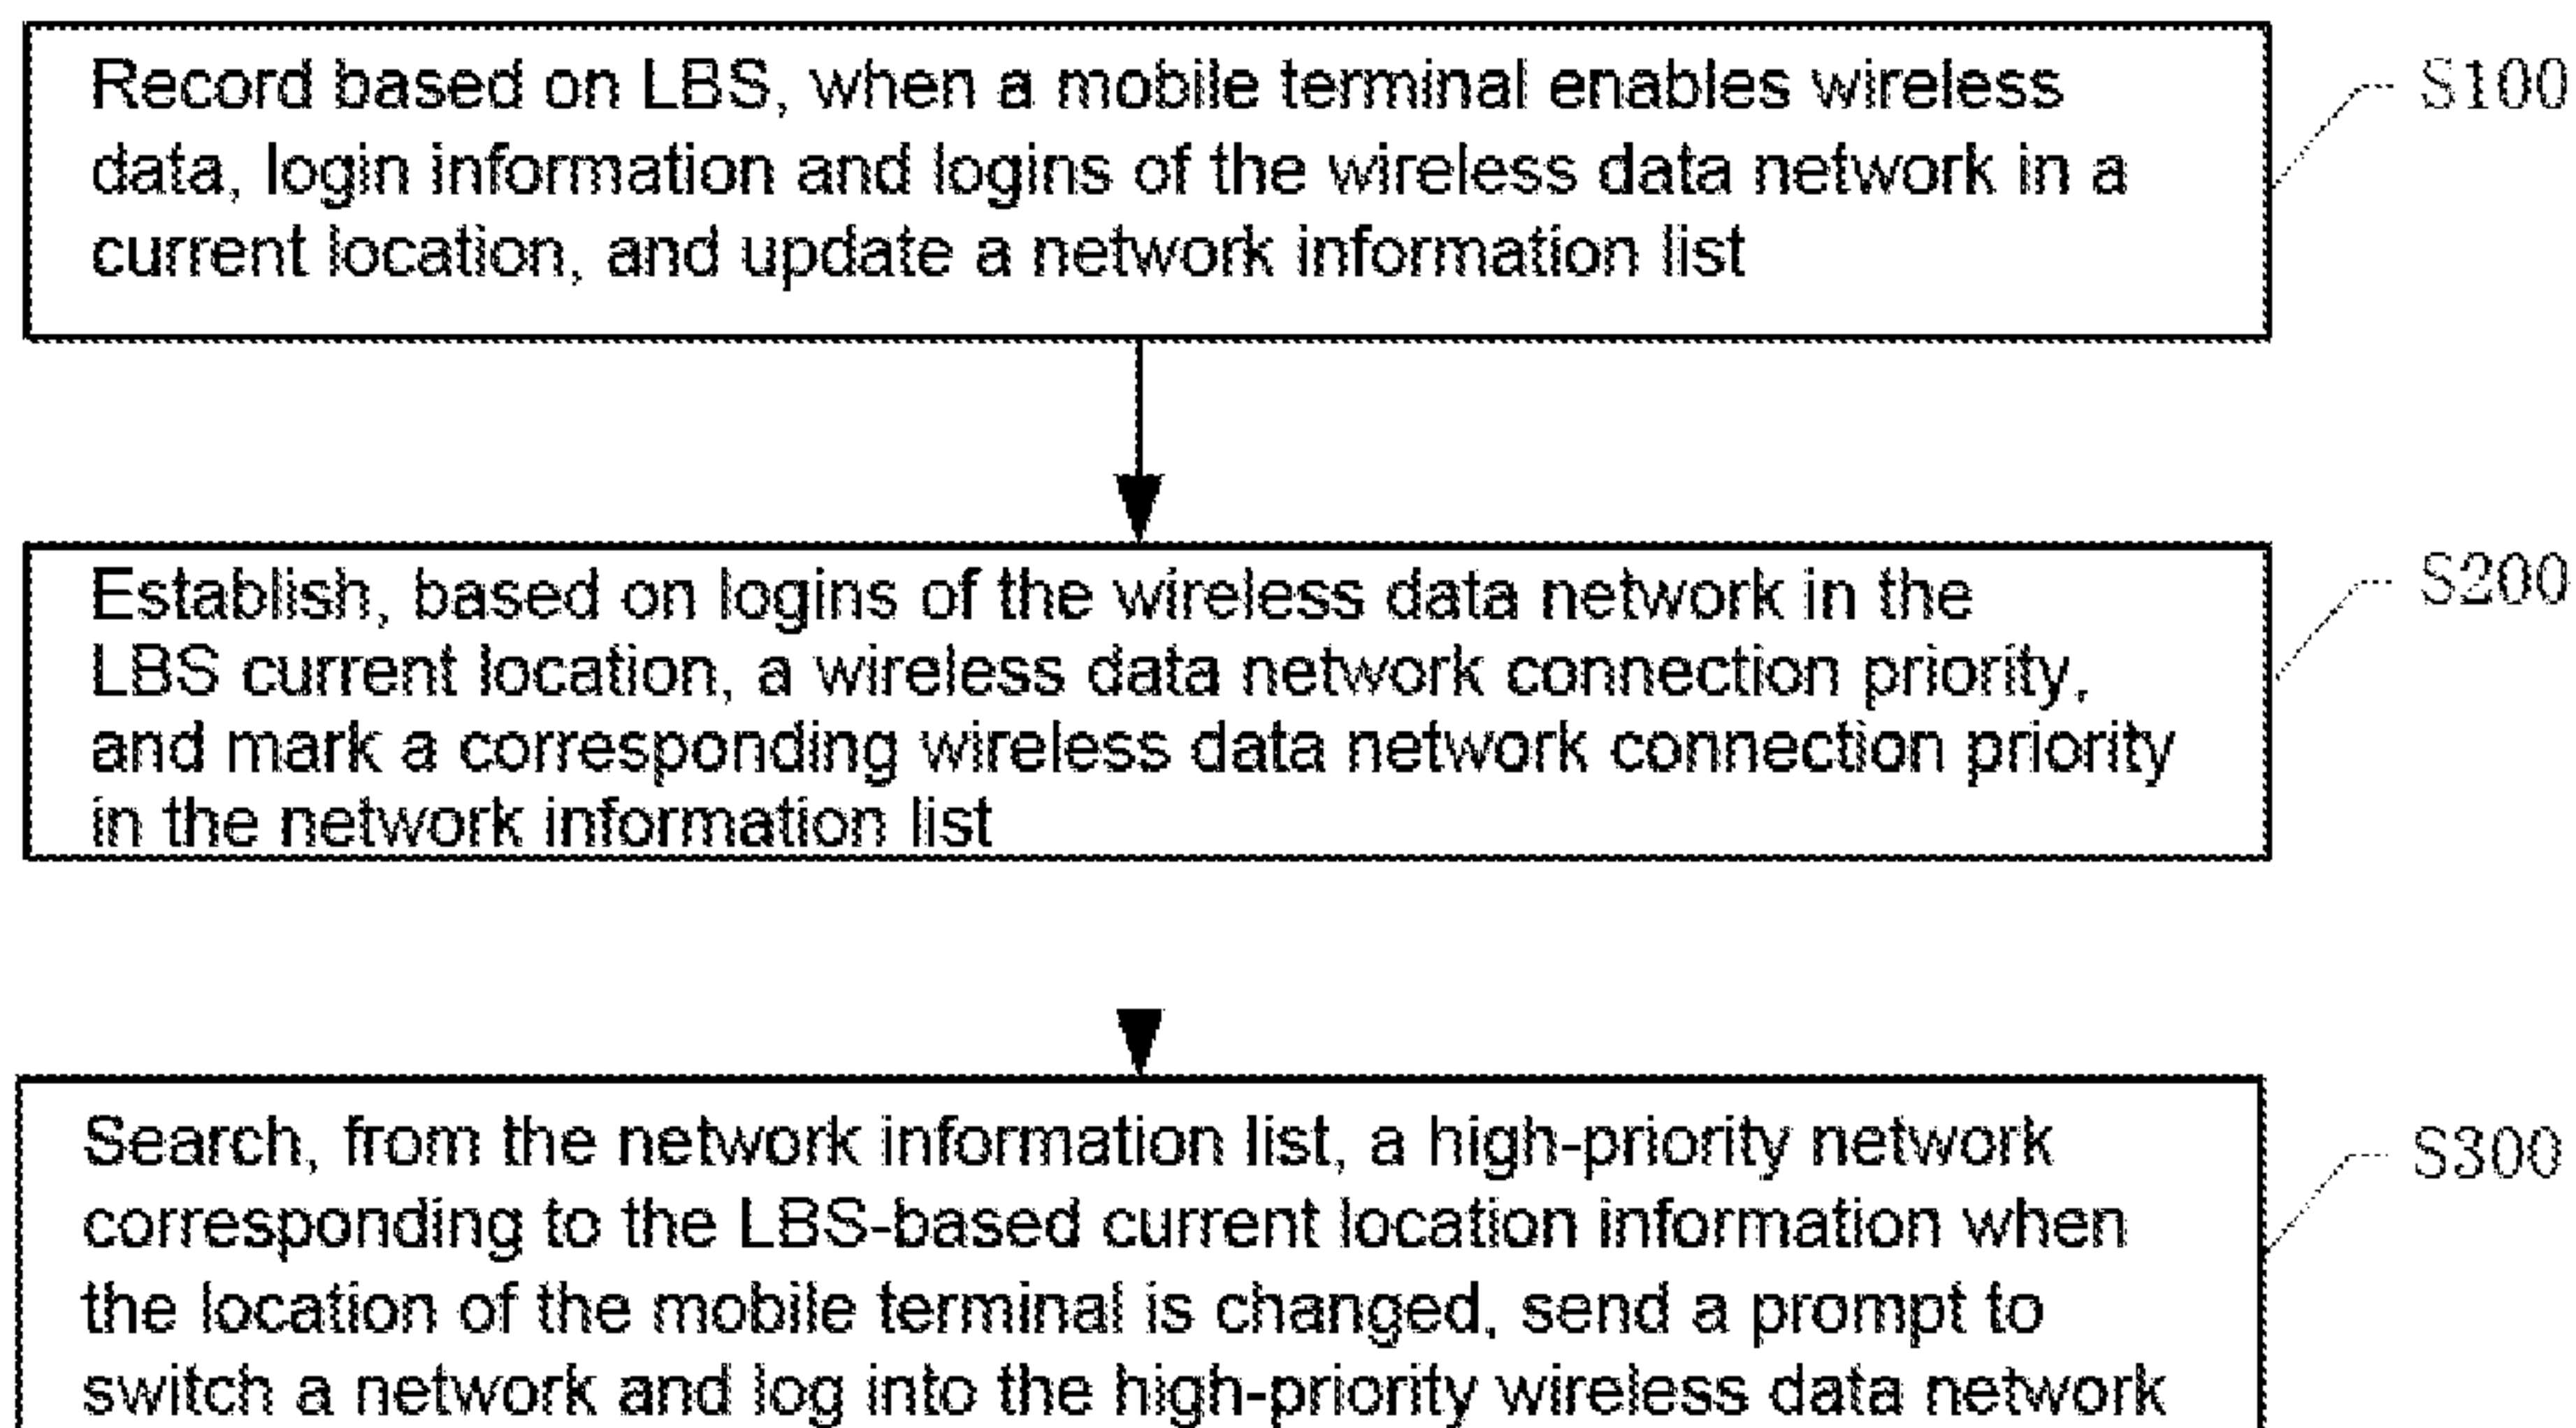 Record based on LBS, when a mobile terminal enables wireless
data, login information and logins of the wireless data network in a
current location, and update a network information list
S100
Establish, based on logins of the wireless data network in the
LBS current location, a wireless data network connection priority,
and mark a corresponding wireless data network connection priority
in the network information list
S200
Search, from the network information list, a high-priority network
corresponding to the LBS-based current location information when
the location of the mobile terminal is changed, send a prompt to
switch a network and log into the high-priority wireless data network
S300